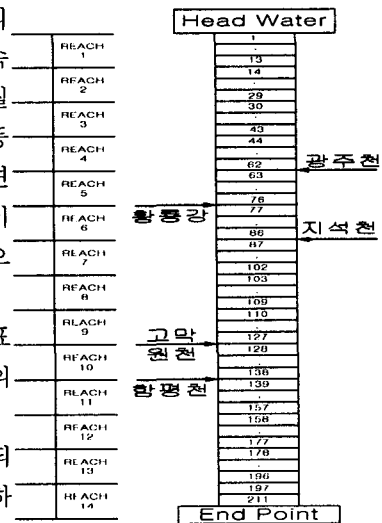 Head Water
REACH
1
REACH
2
REACH
3
REACH
4
REACH
5
REACH
6
REACH
7
REACH
8
REACH
9
REACH
10
REACH
11
REACH
12
REACH
13
REACH
14
1
13
14
29
30
43
44
62
63
76
77
86
87
102
103
109
110
127
128
138
139
157
158
177
178
196
197
211
광주천
황룡강
지석천
고막
원천
함평천
End Point